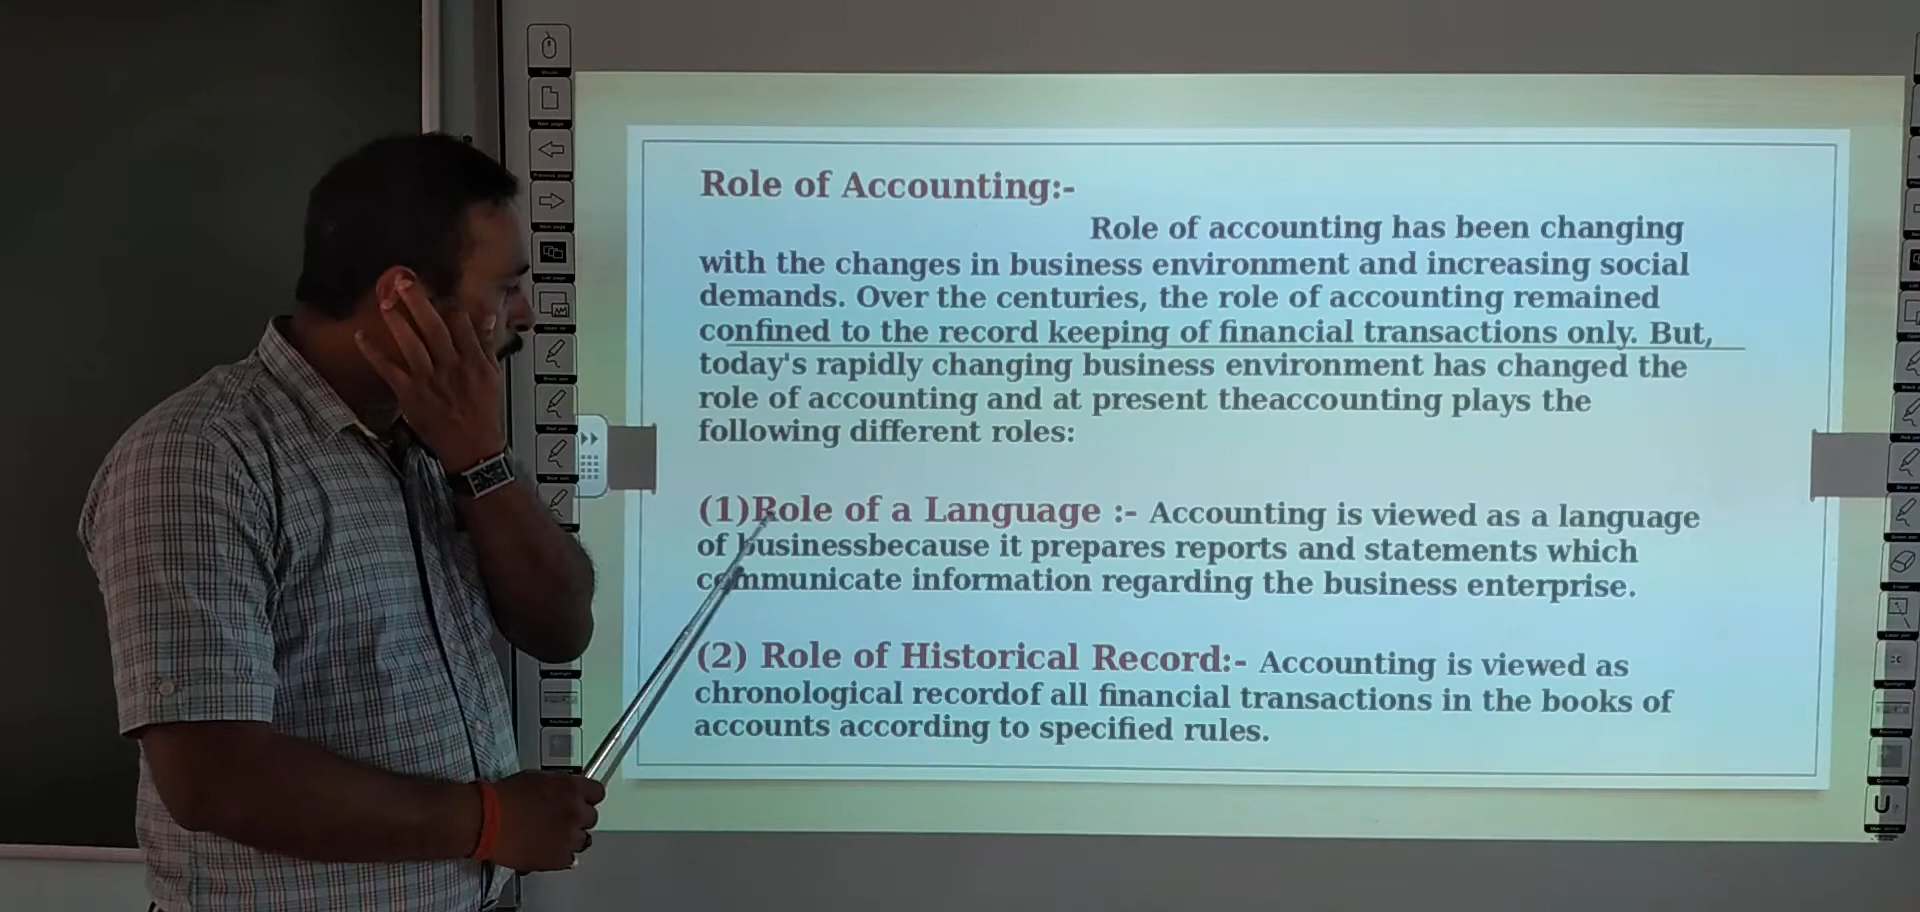 Role of Accounting:-
Role of accounting has been changing
with the changes in business environment and increasing social
demands. Over the centuries, the role of accounting remained
confined to the record keeping of financial transactions only. But,
today's rapidly changing business environment has changed the
role of accounting and at present theaccounting plays the
following different roles:
(1)Role of a Language :- Accounting is viewed as a language
of businessbecause it prepares reports and statements which
communicate information regarding the business enterprise.
(2) Role of Historical Record:- Accounting is viewed as
chronological recordof all financial transactions in the books of
accounts according to specified rules.